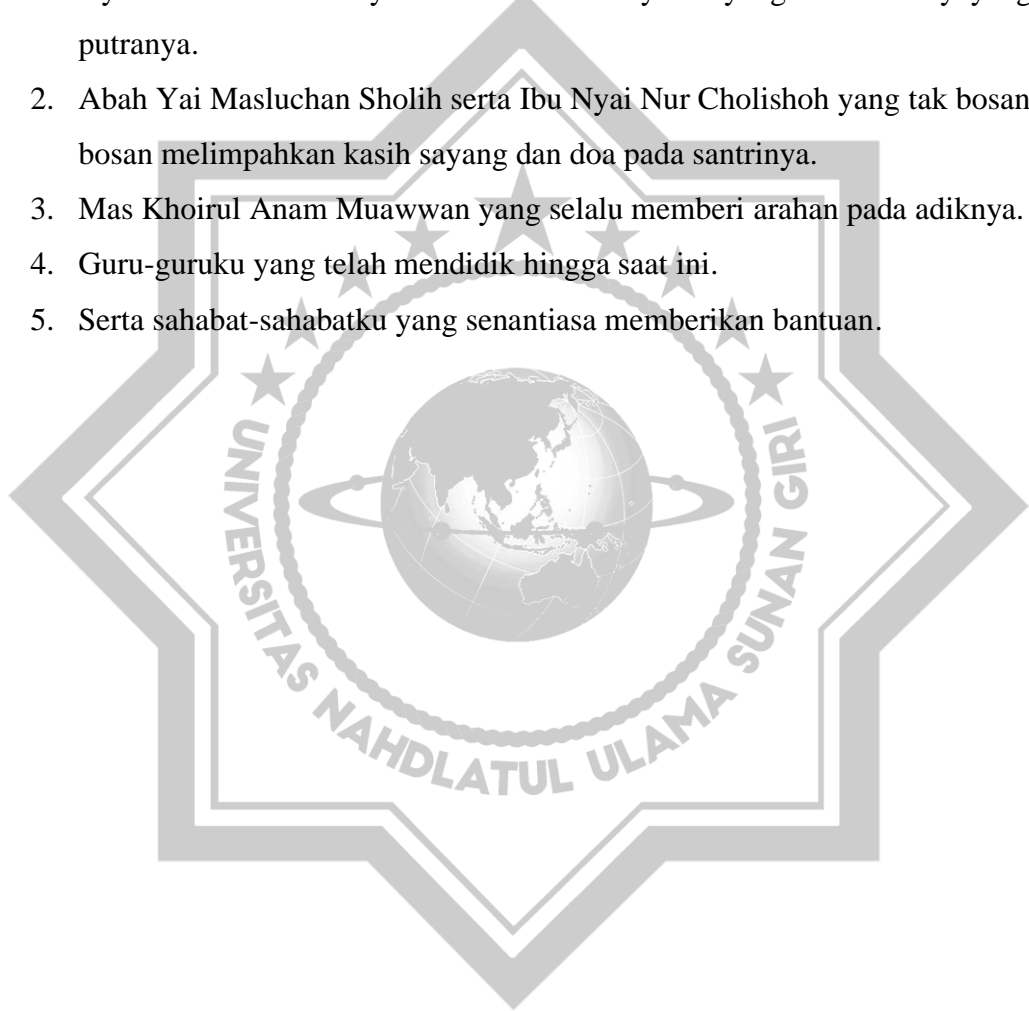 putranya.
2. Abah Yai Masluchan Sholih serta Ibu Nyai Nur Cholishoh yang tak bosan
bosan melimpahkan kasih sayang dan doa pada santrinya.
3. Mas Khoirul Anam Muawwan yang selalu memberi arahan pada adiknya.
4. Guru-guruku yang telah mendidik hingga saat ini.
5. Serta sahabat-sahabatku yang senantiasa memberikan bantuan.
UNIVERSITAS NAHDLATUL ULAMA SUNAN GIRI